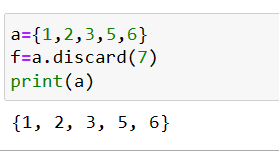 a={1,2,3,5,6}
f=a.discard(7)
print(a)
{1, 2, 3, 5, 6}